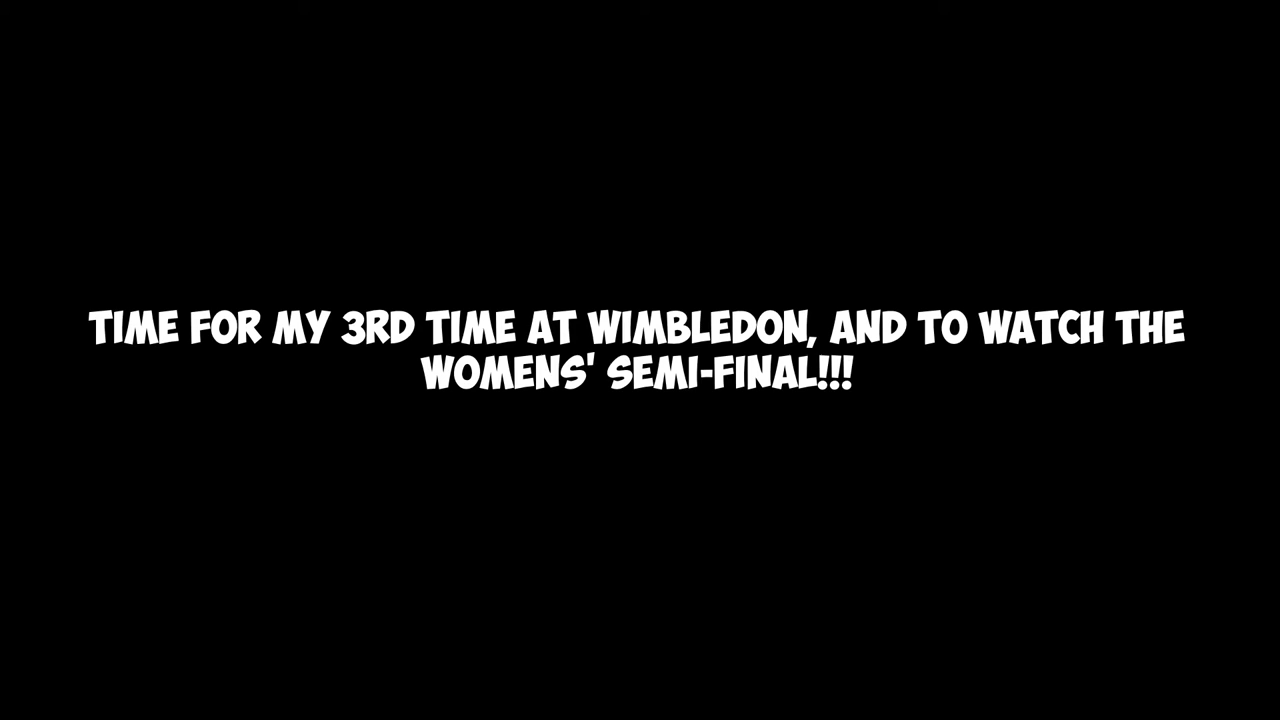 TIME FOR MY 3RD TIME AT WIMBLEDON, AND TO WATCH THE
WOMENS' SEMI-FINAL!!!